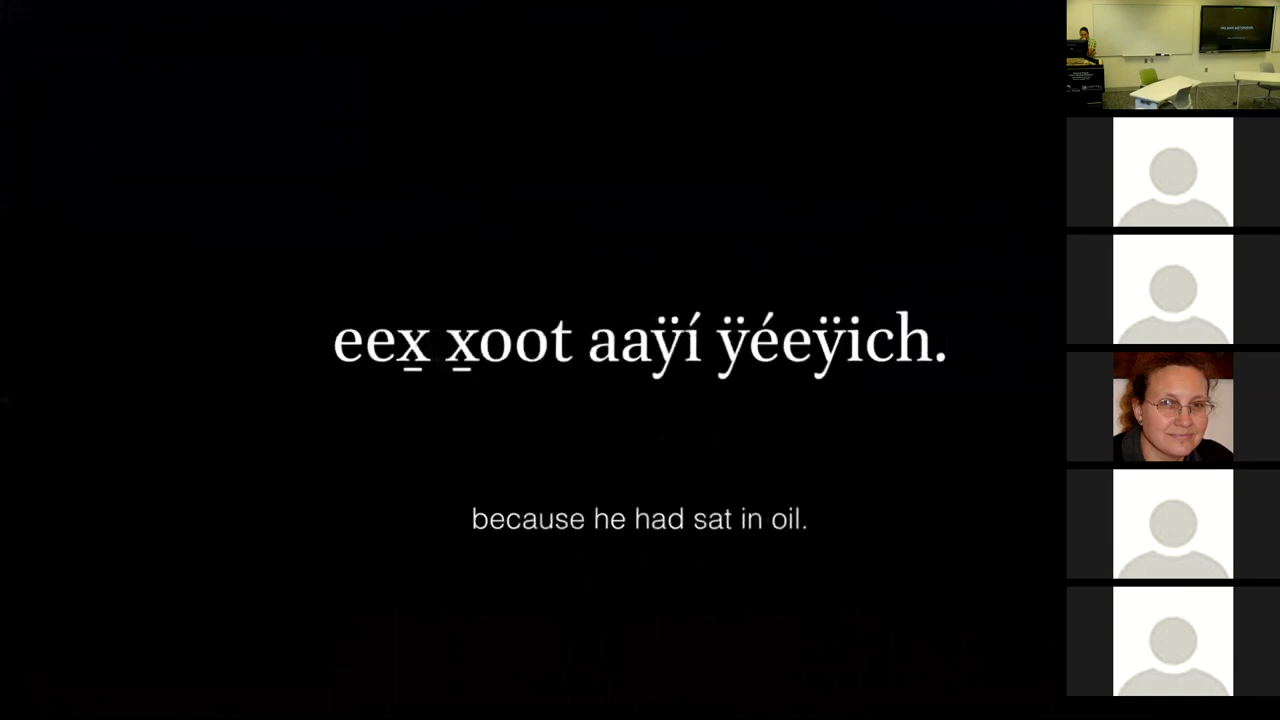 eex̱ x̱oot aaÿí ÿéeÿich.
because he had sat in oil.